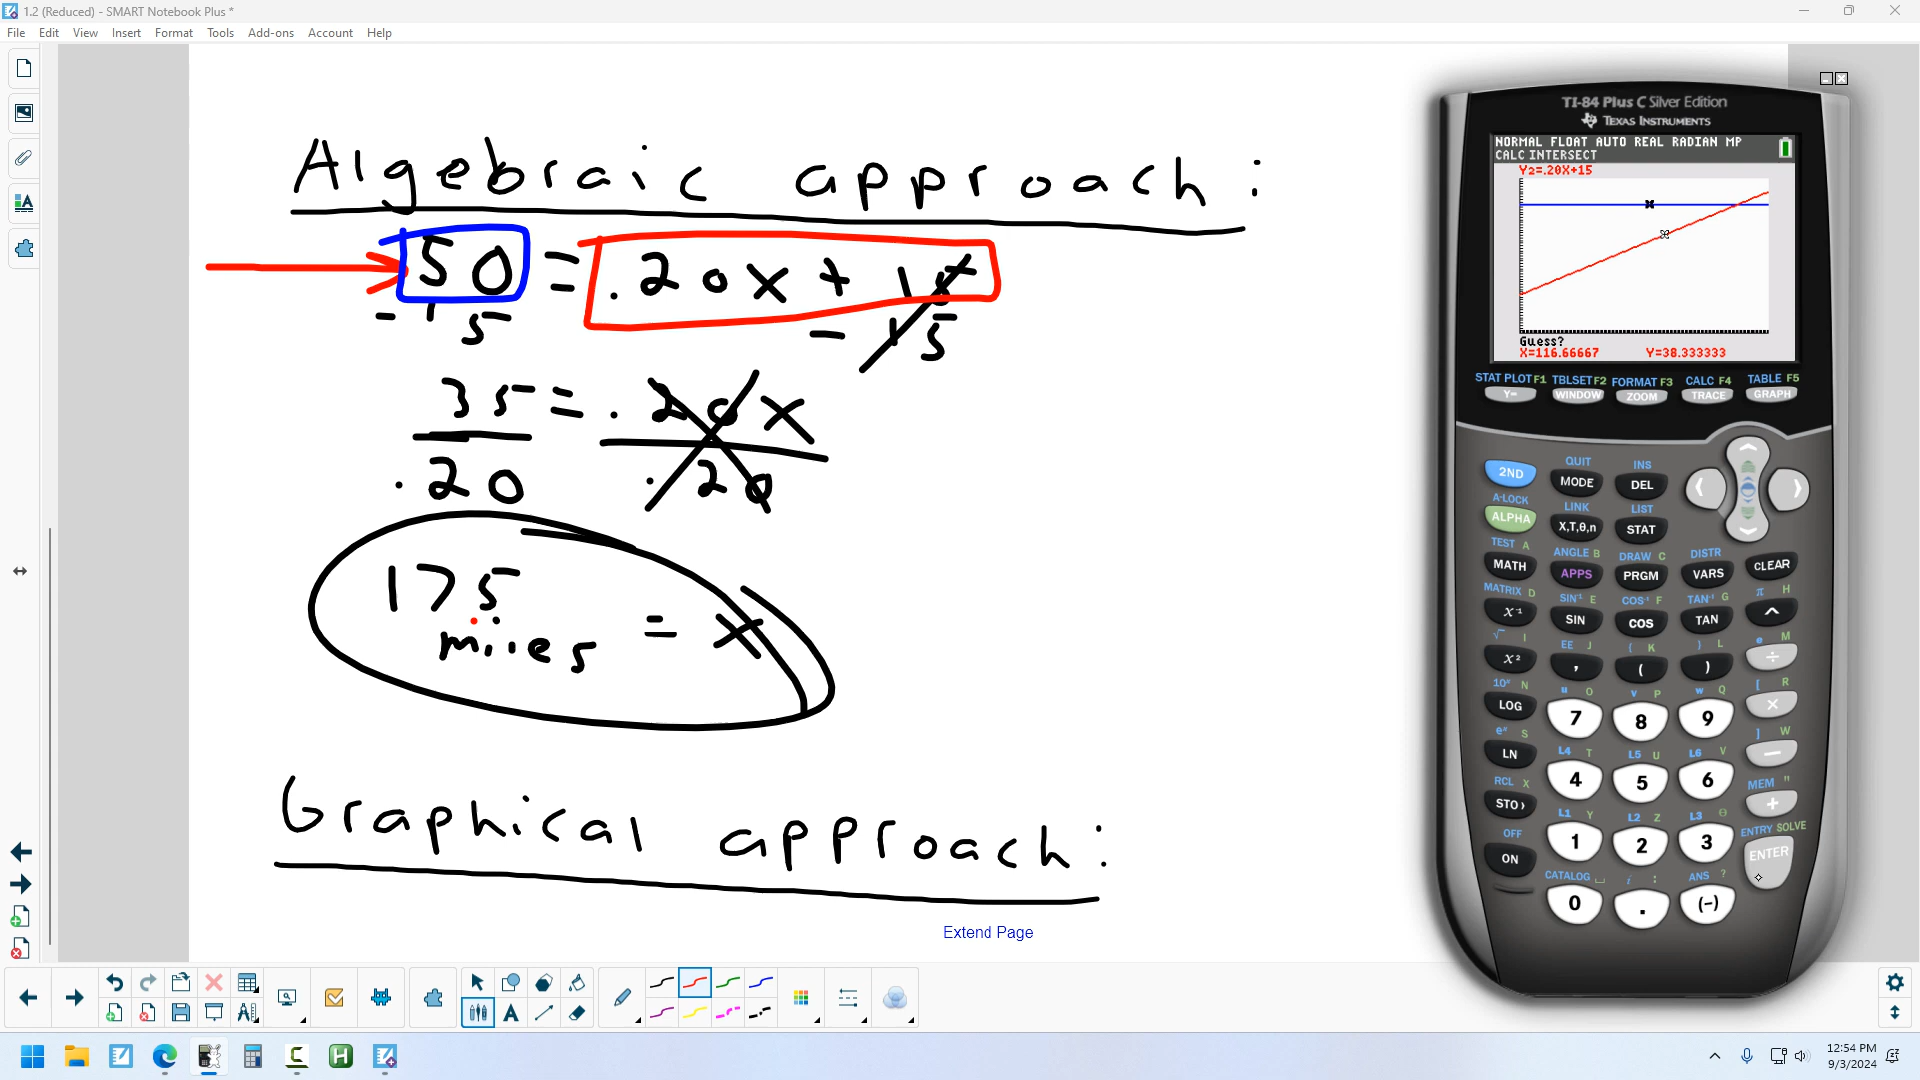 1.2 (Reduced) - SMART Notebook Plus *
File Edit View Insert Format Tools Add-ons Account Help
Algebraic approach:
50 = .20x + 15
- 15 - 15
35 = .20x
.20 .20
175 = x
miles
Graphical approach:
Extend Page
TI-84 Plus C Silver Edition
TEXAS INSTRUMENTS
NORMAL FLOAT AUTO REAL RADIAN MP
CALC INTERSECT
Y2=.20X+15
Guess?
X=116.66667 Y=38.333333
STAT PLOT F1 TBLSET F2 FORMAT F3 CALC F4 TABLE F5
Y= WINDOW ZOOM TRACE GRAPH
QUIT INS
2ND MODE DEL
A-LOCK LINK LIST
ALPHA X,T,θ,n STAT
TEST A ANGLE B DRAW C DISTR
MATH APPS PRGM VARS CLEAR
MATRIX D SIN⁻¹ E COS⁻¹ F TAN⁻¹ G π H
x⁻¹ SIN COS TAN ^
√ I EE J { K } L e M
x² , ( ) ÷
10ˣ N u O v P w Q [ R
LOG 7 8 9 ×
eˣ S L4 T L5 U L6 V ] W
LN 4 5 6 −
RCL X L1 Y L2 Z L3 θ MEM "
STO› 1 2 3 +
OFF CATALOG i : ANS ? ENTRY SOLVE
ON 0 . (-) ENTER
12:54 PM
9/3/2024